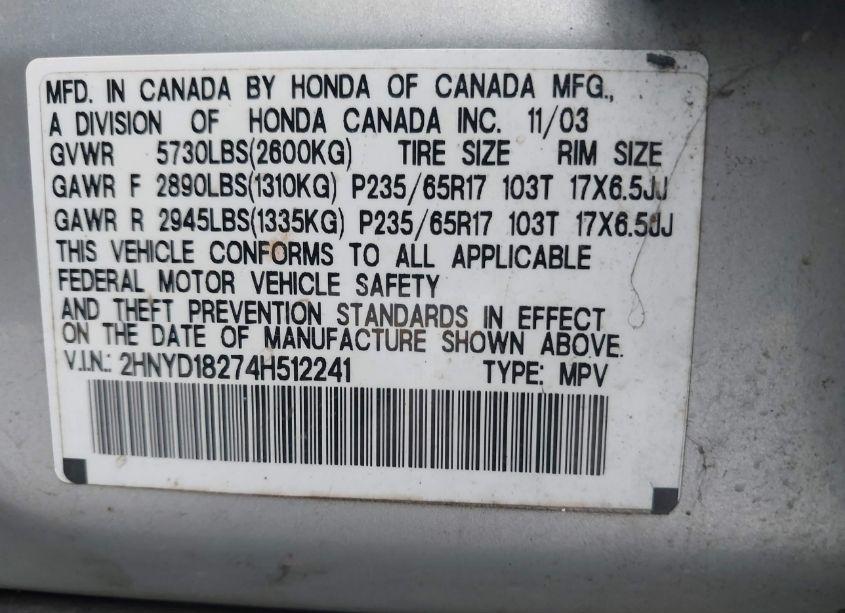 MFD. IN CANADA BY HONDA OF CANADA MFG.,
A DIVISION OF HONDA CANADA INC. 11/03
GVWR 5730LBS(2600KG) TIRE SIZE RIM SIZE
GAWR F 2890LBS(1310KG) P235/65R17 103T 17X6.5JJ
GAWR R 2945LBS(1335KG) P235/65R17 103T 17X6.5JJ
THIS VEHICLE CONFORMS TO ALL APPLICABLE
FEDERAL MOTOR VEHICLE SAFETY
AND THEFT PREVENTION STANDARDS IN EFFECT
ON THE DATE OF MANUFACTURE SHOWN ABOVE.
V.I.N.: 2HNYD18274H512241 TYPE: MPV